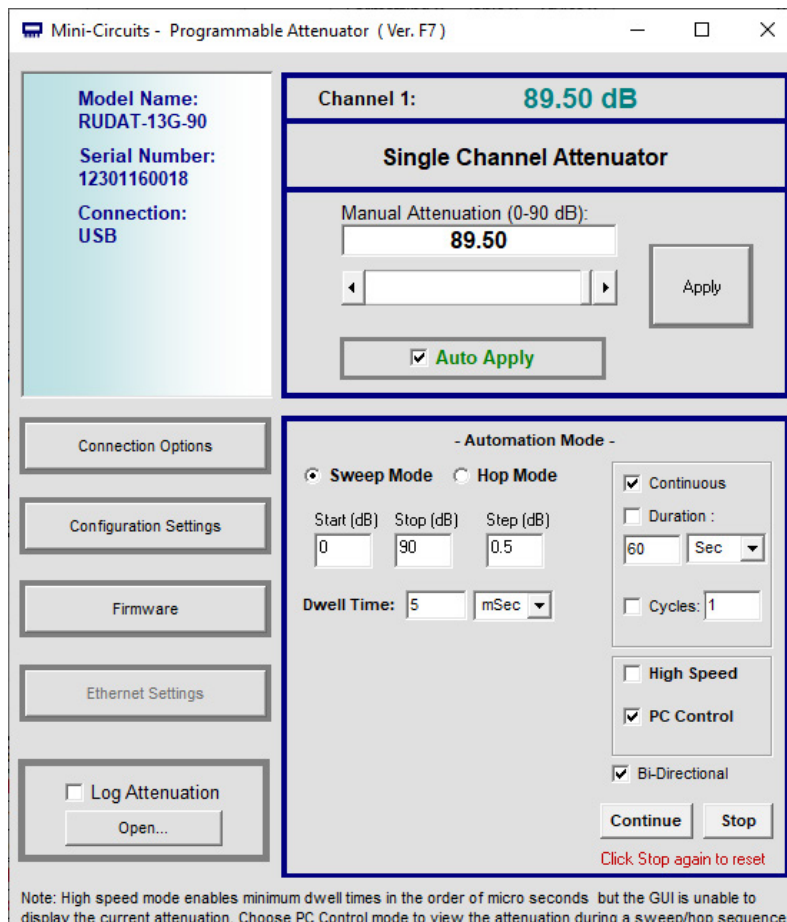 Mini-Circuits -  Programmable Attenuator  ( Ver. F7 )
Model Name:
RUDAT-13G-90
Serial Number:
12301160018
Connection:
USB
Channel 1:
89.50 dB
Single Channel Attenuator
Manual Attenuation (0-90 dB):
89.50
Apply
Auto Apply
Connection Options
Configuration Settings
Firmware
Ethernet Settings
Log Attenuation
Open...
- Automation Mode -
Sweep Mode
Hop Mode
Start (dB)
Stop (dB)
Step (dB)
0
90
0.5
Dwell Time:
5
mSec
Continuous
Duration :
60
Sec
Cycles:
1
High Speed
PC Control
Bi-Directional
Continue
Stop
Click Stop again to reset
Note: High speed mode enables minimum dwell times in the order of micro seconds  but the GUI is unable to
display the current attenuation. Choose PC Control mode to view the attenuation during a sweep/hop sequence